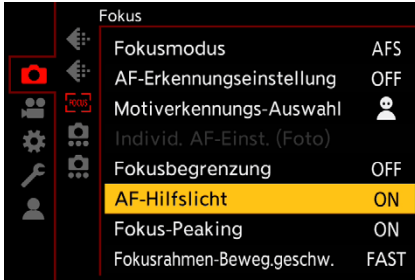 Fokus
Fokusmodus AFS
AF-Erkennungseinstellung OFF
Motiverkennungs-Auswahl
FOCUS
Individ. AF-Einst. (Foto)
Fokusbegrenzung OFF
AF-Hilfslicht ON
Fokus-Peaking ON
Fokusrahmen-Beweg.geschw. FAST